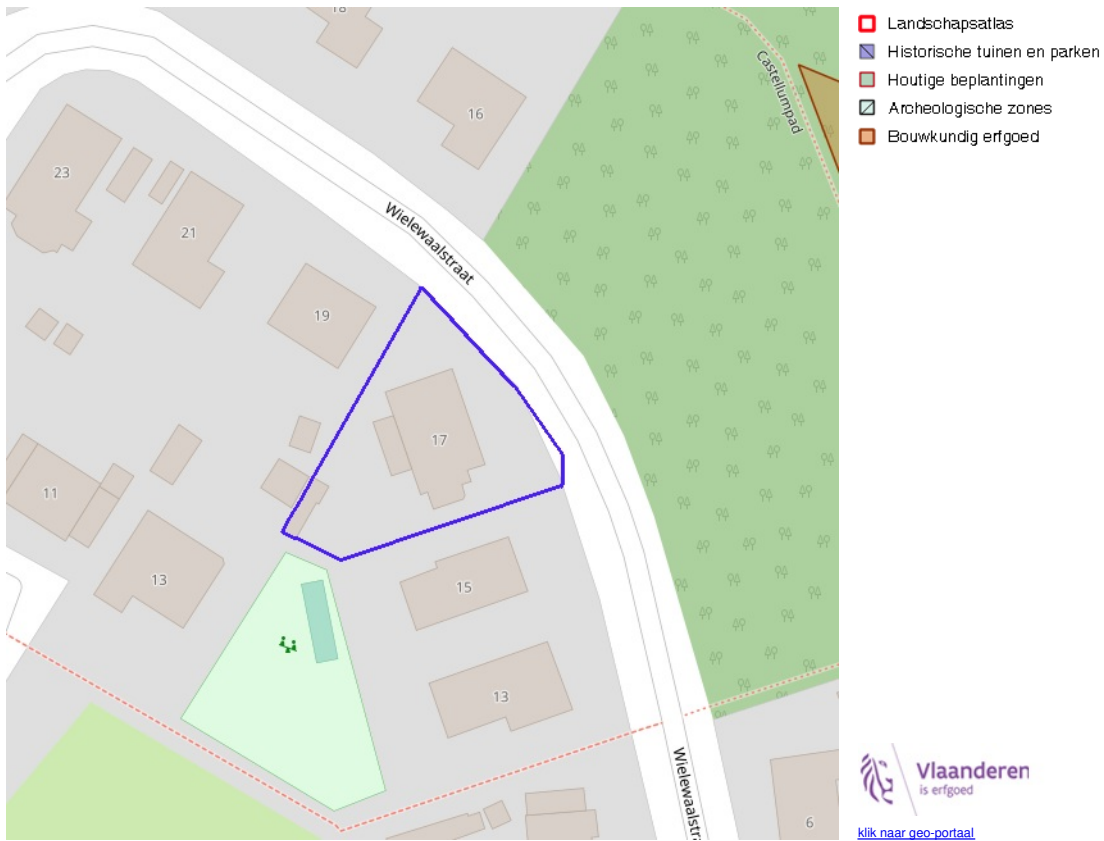 18
16
Castellumpad
23
21
Wielewaalstraat
19
17
11
13
15
13
Wielewaalstr
6
Landschapsatlas
Historische tuinen en parken
Houtige beplantingen
Archeologische zones
Bouwkundig erfgoed
Vlaanderen
is erfgoed
klik naar geo-portaal